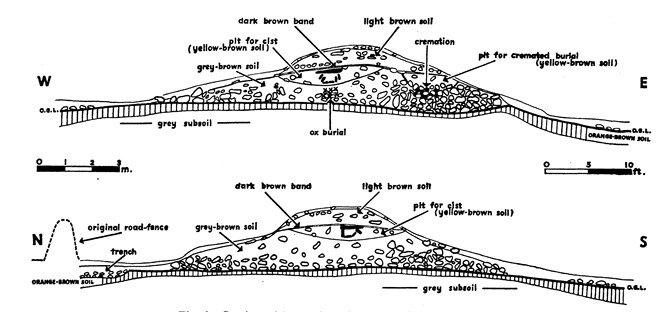 dark brown band
light brown soil
pit for cist
(yellow-brown soil)
cremation
grey-brown soil
pit for cremated burial
(yellow-brown soil)
W
E
O.G.L.
O.G.L.
ORANGE-BROWN SOIL
grey subsoil
ox burial
0 1 2 3
m.
0 5 10
ft.
dark brown band
light brown soil
pit for cist
(yellow-brown soil)
grey-brown soil
N
original road-fence
S
trench
O.G.L.
ORANGE-BROWN SOIL
grey subsoil